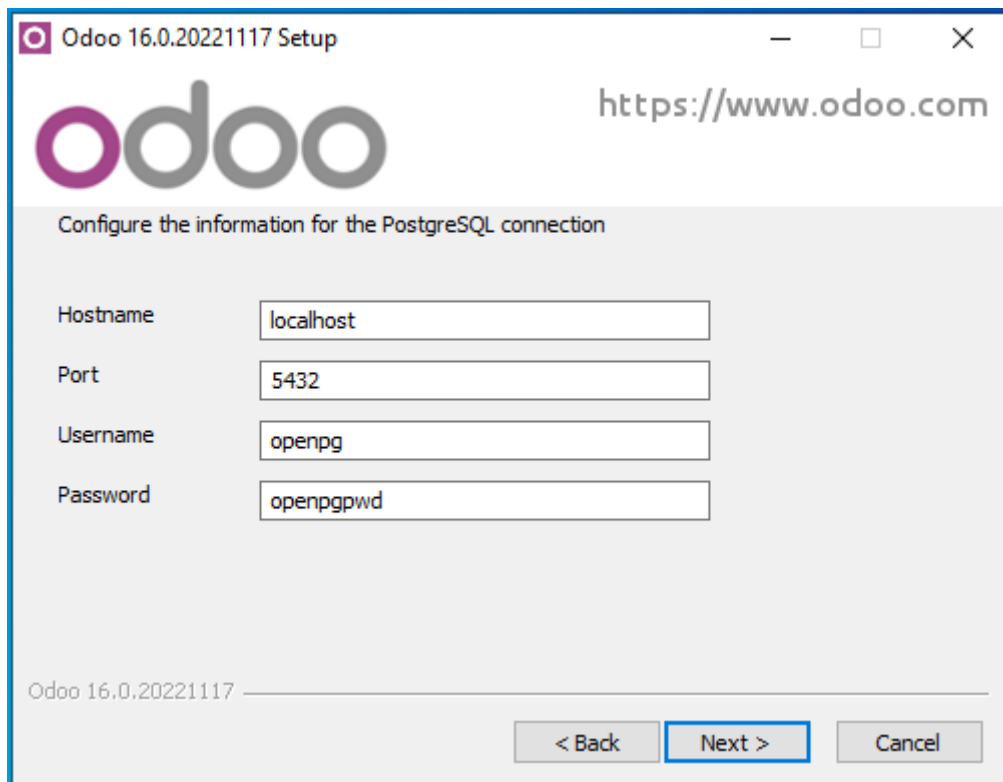 Odoo 16.0.20221117 Setup
odoo
https://www.odoo.com
Configure the information for the PostgreSQL connection
Hostname localhost
Port 5432
Username openpg
Password openpgpwd
Odoo 16.0.20221117
< Back Next > Cancel